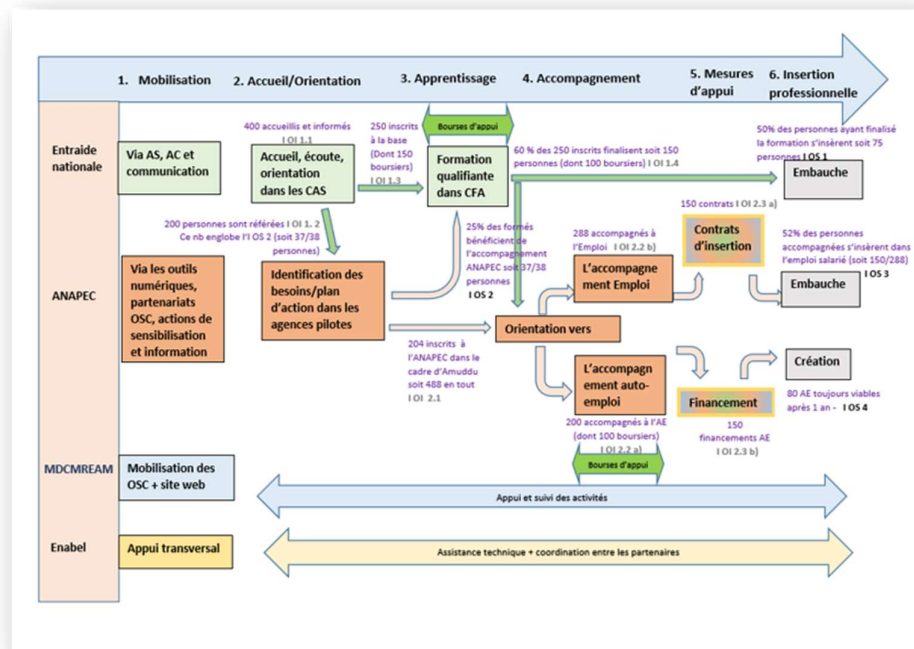 1. Mobilisation
2. Accueil/Orientation
3. Apprentissage
4. Accompagnement
5. Mesures
d'appui
6. Insertion
professionnelle
Entraide
nationale
Via AS, AC et
communication
400 accueillis et informés
I OI 1.1
Accueil, écoute,
orientation
dans les CAS
250 inscrits
à la base
(Dont 150
boursiers)
I OI 1.3
Bourses d'appui
Formation
qualifiante
dans CFA
60 % des 250 inscrits finalisent soit 150
personnes (dont 100 boursiers) I OI 1.4
50% des personnes ayant finalisé
la formation s'insèrent soit 75
personnes I OS 1
Embauche
200 personnes sont référées I OI 1. 2
Ce nb englobe l'I OS 2 (soit 37/38
personnes)
25% des formés
bénéficient de
l'accompagnement
ANAPEC soit 37/38
personnes
I OS 2
ANAPEC
Via les outils
numériques,
partenariats
OSC, actions de
sensibilisation
et information
Identification des
besoins/plan
d'action dans les
agences pilotes
204 inscrits à
l'ANAPEC dans le
cadre d'Amuddu
soit 488 en tout
I OI 2.1
Orientation vers
288 accompagnés à
l'Emploi I OI 2.2 b)
L'accompagne
ment Emploi
150 contrats I OI 2.3 a)
Contrats
d'insertion
52% des personnes
accompagnées s'insèrent dans
l'emploi salarié (soit 150/288)
I OS 3
Embauche
L'accompagn
ement auto-
emploi
200 accompagnés à l'AE
(dont 100 boursiers)
I OI 2.2 a)
Bourses d'appui
Financement
150
financements AE
I OI 2.3 b)
Création
80 AE toujours viables
après 1 an - I OS 4
MDCMREAM
Mobilisation des
OSC + site web
Appui et suivi des activités
Enabel
Appui transversal
Assistance technique + coordination entre les partenaires